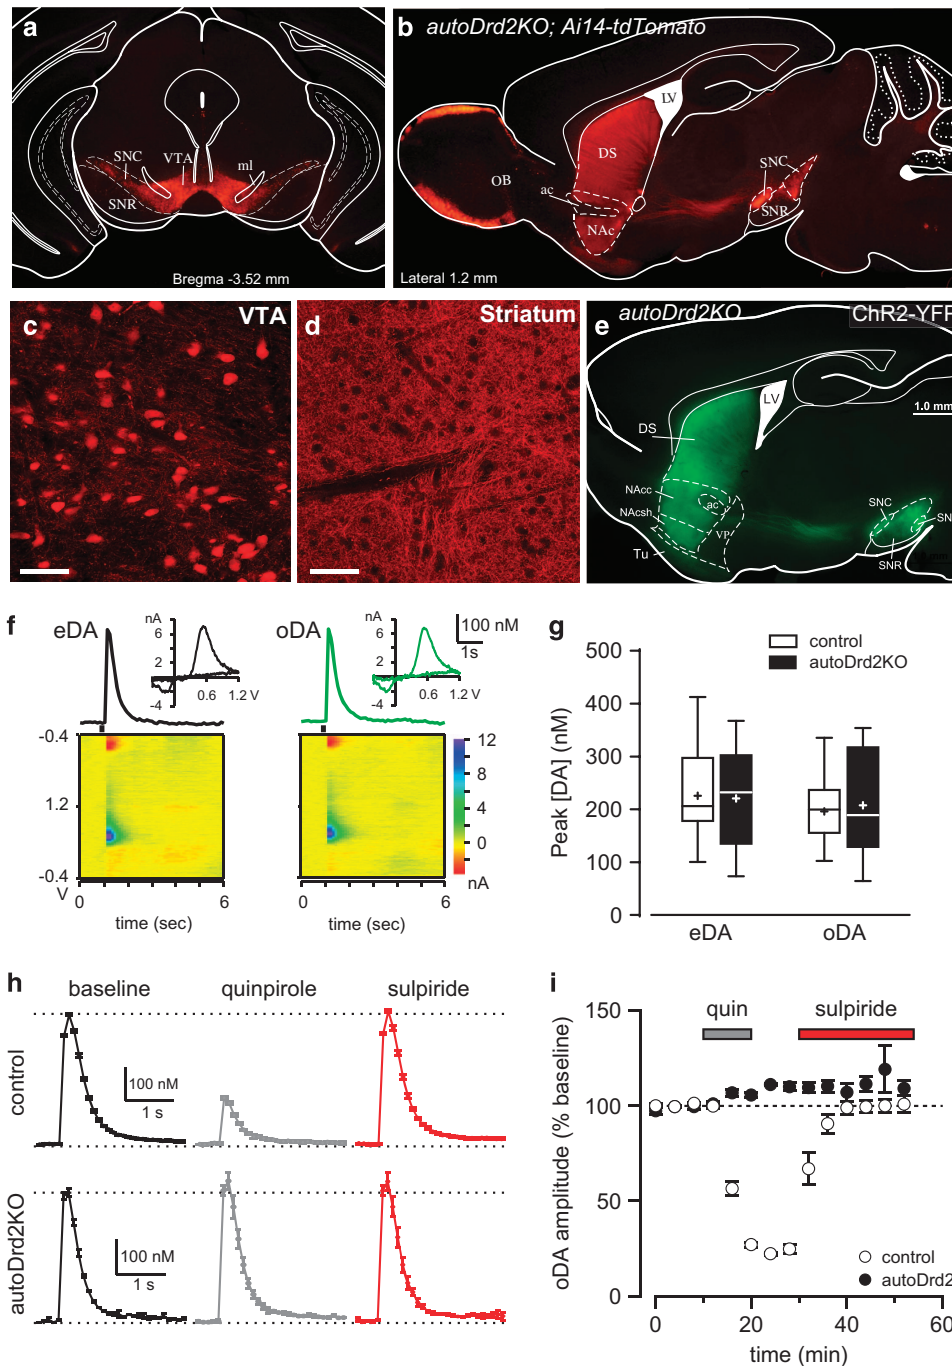 a
SNC
VTA
ml
SNR
Bregma -3.52 mm
b
autoDrd2KO; Ai14-tdTomato
LV
DS
OB
ac
SNC
SNR
NAc
Lateral 1.2 mm
c
VTA
d
Striatum
e
autoDrd2KO
ChR2-YFP
LV
1.0 mm
DS
NAcc
ac
NAcsh
VP
Tu
SNC
SN
SNR
f
eDA
nA
6
2
-4
0.6
1.2 V
oDA
nA
6
2
-4
0.6
1.2 V
100 nM
1s
-0.4
1.2
-0.4
V
0
6
time (sec)
0
6
time (sec)
12
8
4
0
nA
g
control
autoDrd2KO
500
400
300
200
100
0
Peak [DA] (nM)
eDA
oDA
h
baseline
quinpirole
sulpiride
control
100 nM
1 s
autoDrd2KO
100 nM
1 s
i
150
100
50
0
oDA amplitude (% baseline)
quin
sulpiride
control
autoDrd2
0
20
40
60
time (min)